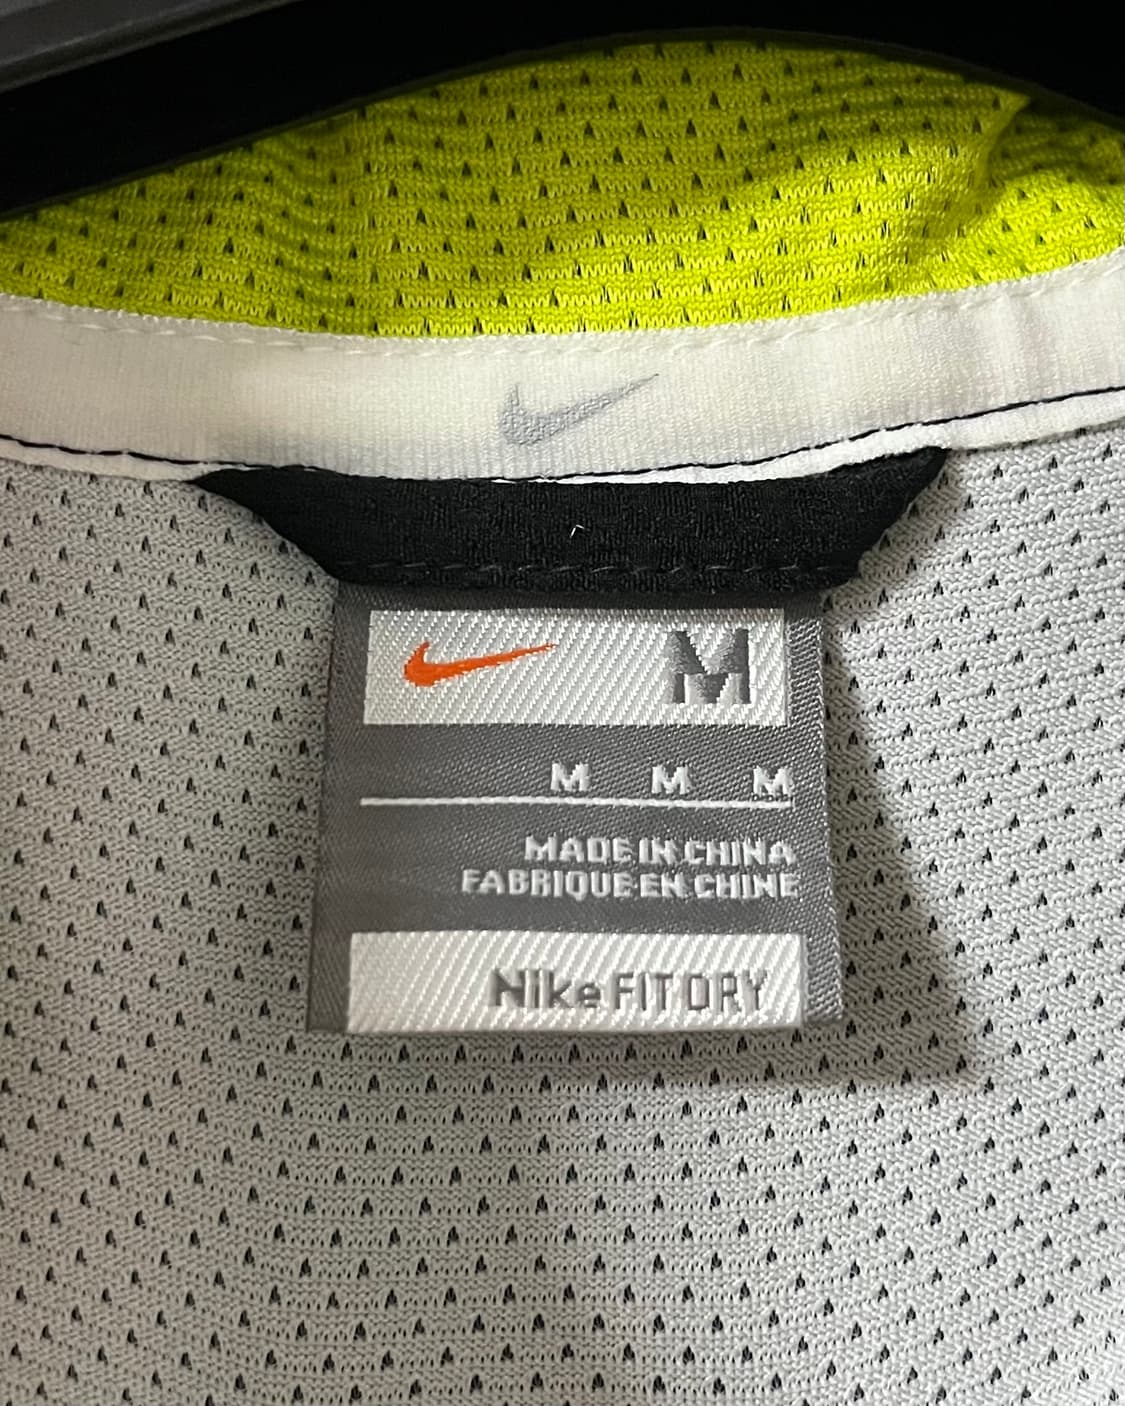 M
M M M
MADE IN CHINA
FABRIQUE EN CHINE
Nike FIT DRY